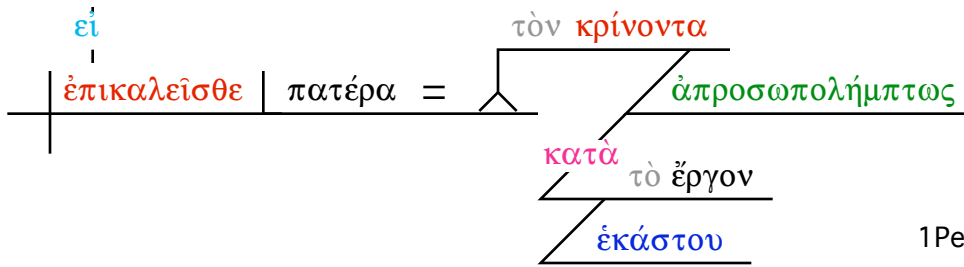 εἰ
τὸν κρίνοντα
ἐπικαλεῖσθε πατέρα = ἀπροσωπολήμπτως
κατὰ
τὸ ἔργον
ἑκάστου
1Pe